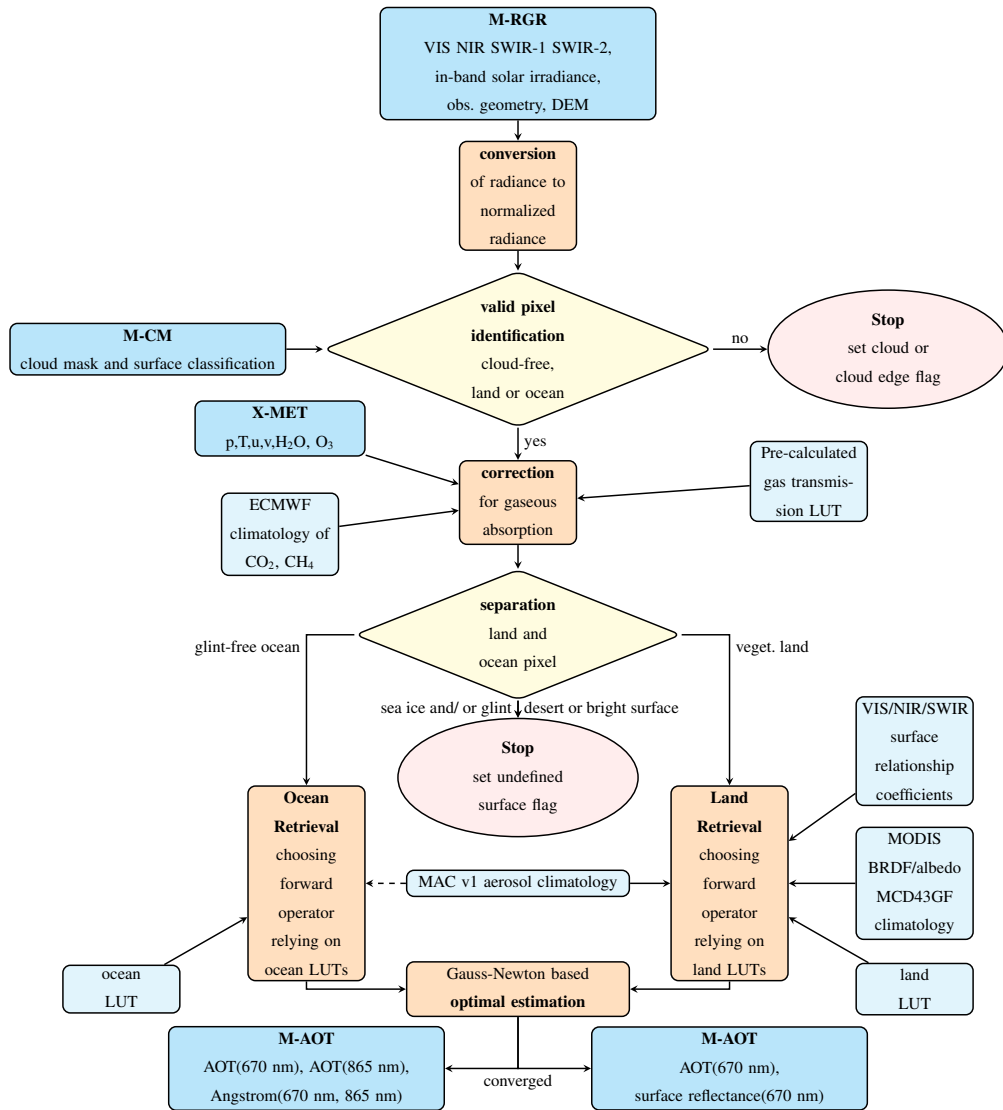 M-RGR
VIS NIR SWIR-1 SWIR-2,
in-band solar irradiance,
obs. geometry, DEM
conversion
of radiance to
normalized
radiance
valid pixel
identification
cloud-free,
land or ocean
M-CM
cloud mask and surface classification
no
Stop
set cloud or
cloud edge flag
yes
X-MET
p,T,u,v,H₂O, O₃
ECMWF
climatology of
CO₂, CH₄
correction
for gaseous
absorption
Pre-calculated
gas transmis-
sion LUT
separation
land and
ocean pixel
glint-free ocean
veget. land
sea ice and/ or glint
desert or bright surface
Stop
set undefined
surface flag
VIS/NIR/SWIR
surface
relationship
coefficients
Ocean
Retrieval
choosing
forward
operator
relying on
ocean LUTs
MAC v1 aerosol climatology
Land
Retrieval
choosing
forward
operator
relying on
land LUTs
MODIS
BRDF/albedo
MCD43GF
climatology
ocean
LUT
land
LUT
Gauss-Newton based
optimal estimation
converged
M-AOT
AOT(670 nm), AOT(865 nm),
Angstrom(670 nm, 865 nm)
M-AOT
AOT(670 nm),
surface reflectance(670 nm)